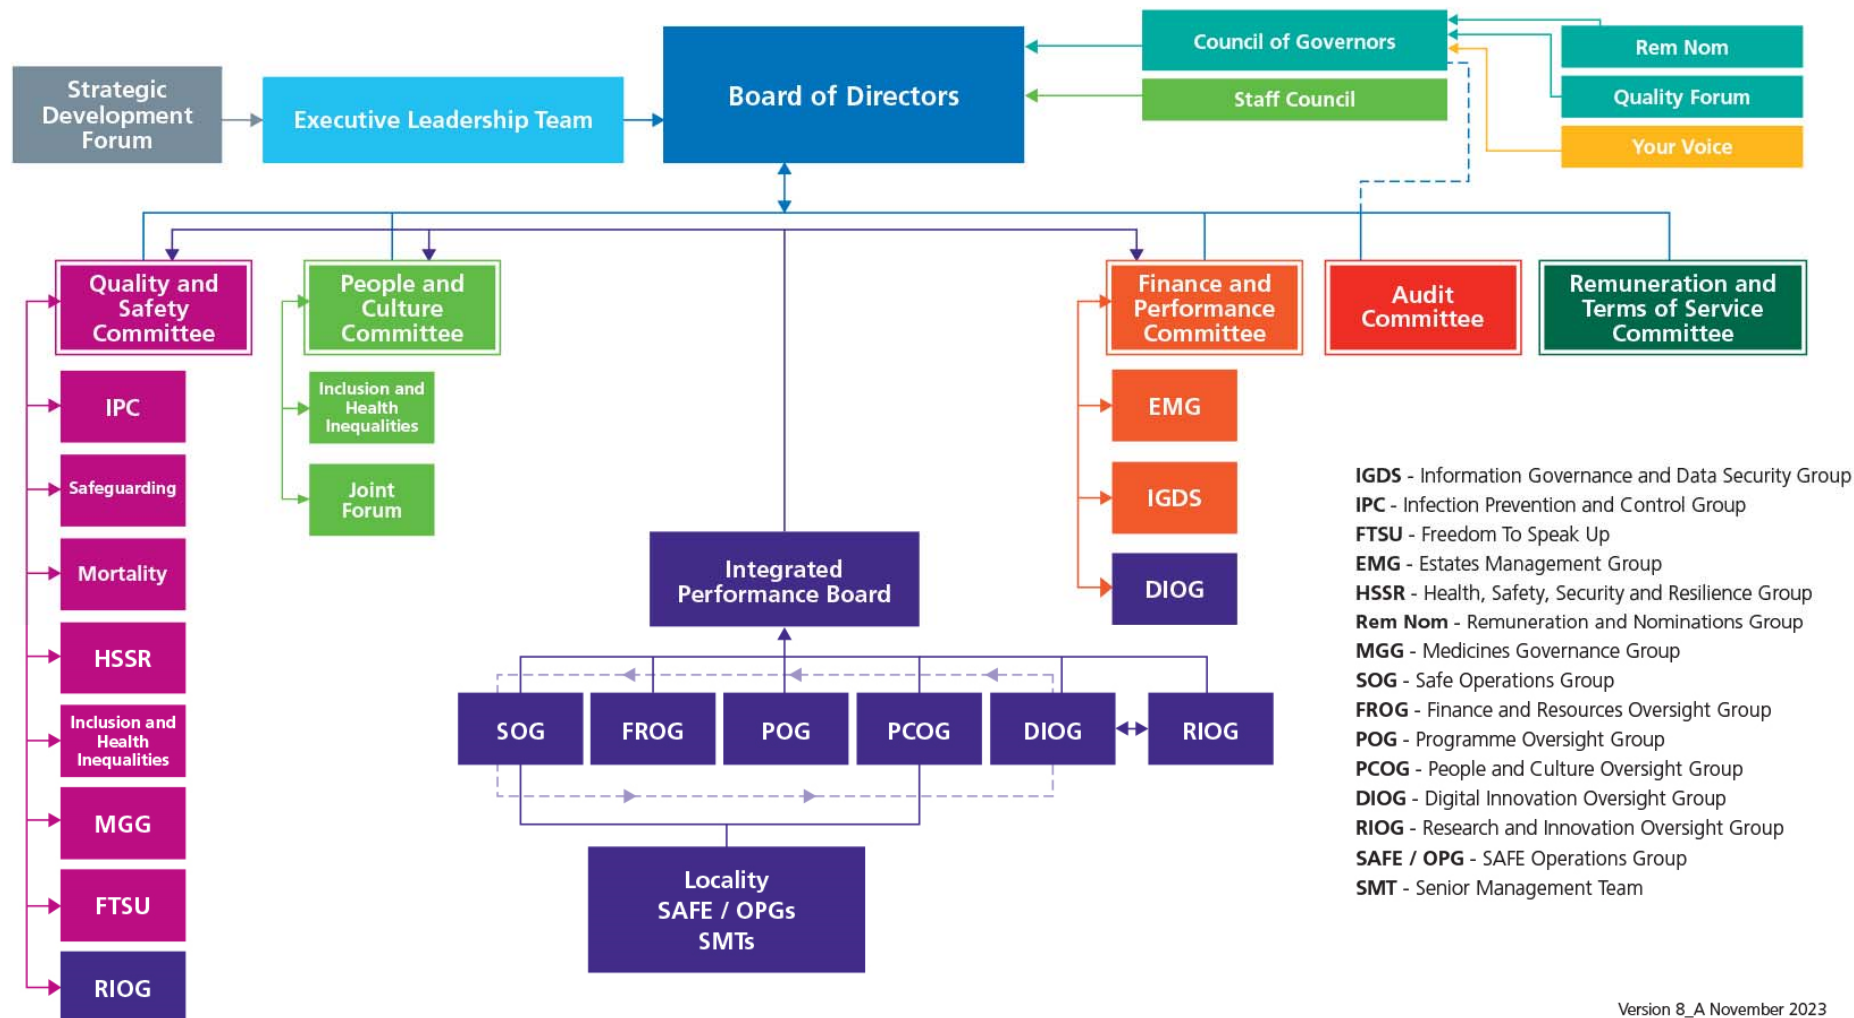 Strategic
Development
Forum
Executive Leadership Team
Board of Directors
Council of Governors
Staff Council
Rem Nom
Quality Forum
Your Voice
Quality and
Safety
Committee
People and
Culture
Committee
Finance and
Performance
Committee
Audit
Committee
Remuneration and
Terms of Service
Committee
IPC
Safeguarding
Mortality
HSSR
Inclusion and
Health
Inequalities
MGG
FTSU
RIOG
Inclusion and
Health
Inequalities
Joint
Forum
EMG
IGDS
DIOG
Integrated
Performance Board
SOG
FROG
POG
PCOG
DIOG
RIOG
Locality
SAFE / OPGs
SMTs
IGDS - Information Governance and Data Security Group
IPC - Infection Prevention and Control Group
FTSU - Freedom To Speak Up
EMG - Estates Management Group
HSSR - Health, Safety, Security and Resilience Group
Rem Nom - Remuneration and Nominations Group
MGG - Medicines Governance Group
SOG - Safe Operations Group
FROG - Finance and Resources Oversight Group
POG - Programme Oversight Group
PCOG - People and Culture Oversight Group
DIOG - Digital Innovation Oversight Group
RIOG - Research and Innovation Oversight Group
SAFE / OPG - SAFE Operations Group
SMT - Senior Management Team
Version 8_A November 2023